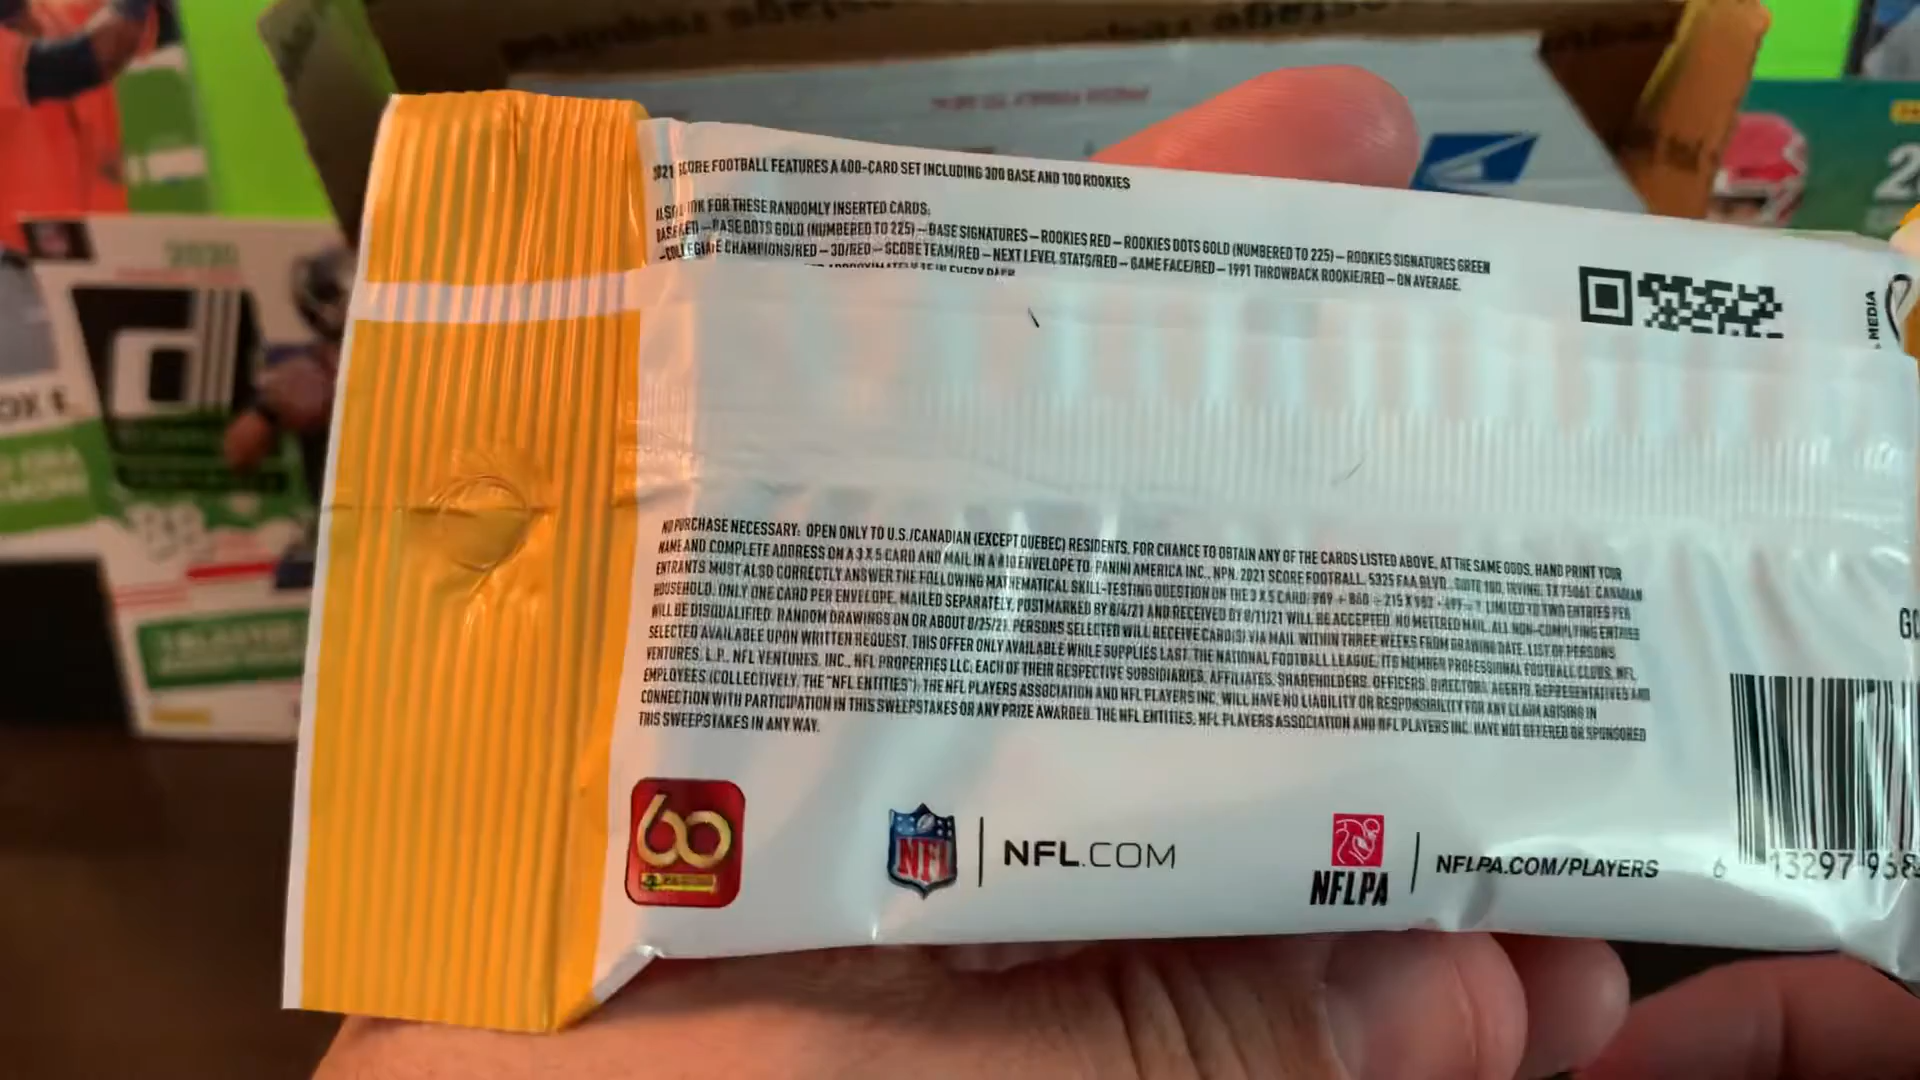 2021 SCORE FOOTBALL FEATURES A 400-CARD SET INCLUDING 300 BASE AND 100 ROOKIES
ALSO LOOK FOR THESE RANDOMLY INSERTED CARDS:
BASE RED – BASE DOTS GOLD (NUMBERED TO 225) – BASE SIGNATURES – ROOKIES RED – ROOKIES DOTS GOLD (NUMBERED TO 225) – ROOKIES SIGNATURES GREEN
– COLLEGIATE CHAMPIONS/RED – 3D/RED – SCORE TEAM/RED – NEXT LEVEL STATS/RED – GAME FACE/RED – 1991 THROWBACK ROOKIE/RED – ON AVERAGE,
APPROXIMATELY IN EVERY PACK
MEDIA
NO PURCHASE NECESSARY: OPEN ONLY TO U.S./CANADIAN (EXCEPT QUEBEC) RESIDENTS. FOR CHANCE TO OBTAIN ANY OF THE CARDS LISTED ABOVE, AT THE SAME ODDS, HAND PRINT YOUR
NAME AND COMPLETE ADDRESS ON A 3 X 5 CARD AND MAIL IN A #10 ENVELOPE TO: PANINI AMERICA INC., NPN, 2021 SCORE FOOTBALL, 5325 FAA BLVD., SUITE 100, IRVING, TX 75061. CANADIAN
ENTRANTS MUST ALSO CORRECTLY ANSWER THE FOLLOWING MATHEMATICAL SKILL-TESTING QUESTION ON THE 3 X 5 CARD: LIMITED TO TWO ENTRIES PER
HOUSEHOLD. ONLY ONE CARD PER ENVELOPE, MAILED SEPARATELY, POSTMARKED BY 8/4/21 AND RECEIVED BY 8/11/21 WILL BE ACCEPTED. NO METERED MAIL. ALL NON-COMPLYING ENTRIES
WILL BE DISQUALIFIED. RANDOM DRAWINGS ON OR ABOUT 8/25/21. PERSONS SELECTED WILL RECEIVE CARD(S) VIA MAIL WITHIN THREE WEEKS FROM DRAWING DATE. LIST OF PERSONS
SELECTED AVAILABLE UPON WRITTEN REQUEST. THIS OFFER ONLY AVAILABLE WHILE SUPPLIES LAST. THE NATIONAL FOOTBALL LEAGUE, ITS MEMBER PROFESSIONAL FOOTBALL CLUBS, NFL
VENTURES, L.P., NFL VENTURES, INC., NFL PROPERTIES LLC, EACH OF THEIR RESPECTIVE SUBSIDIARIES, AFFILIATES, SHAREHOLDERS, OFFICERS, DIRECTORS, AGENTS, REPRESENTATIVES AND
EMPLOYEES (COLLECTIVELY, THE "NFL ENTITIES"), THE NFL PLAYERS ASSOCIATION AND NFL PLAYERS INC. WILL HAVE NO LIABILITY OR RESPONSIBILITY FOR ANY CLAIM ARISING IN
CONNECTION WITH PARTICIPATION IN THIS SWEEPSTAKES OR ANY PRIZE AWARDED. THE NFL ENTITIES, NFL PLAYERS ASSOCIATION AND NFL PLAYERS INC. HAVE NOT OFFERED OR SPONSORED
THIS SWEEPSTAKES IN ANY WAY.
60
NFL
NFL.COM
NFLPA
NFLPA.COM/PLAYERS
6 13297 958
2020